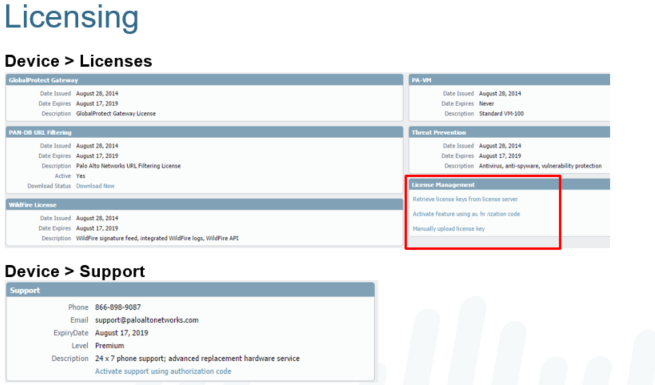 Licensing
Device > Licenses
GlobalProtect Gateway
Date Issued August 28, 2014
Date Expires August 17, 2019
Description GlobalProtect Gateway License
PAN-DB URL Filtering
Date Issued August 28, 2014
Date Expires August 17, 2019
Description Palo Alto Networks URL Filtering License
Active Yes
Download Status Download Now
WildFire License
Date Issued August 28, 2014
Date Expires August 17, 2019
Description WildFire signature feed, integrated WildFire logs, WildFire API
PA-VM
Date Issued August 28, 2014
Date Expires Never
Description Standard VM-100
Threat Prevention
Date Issued August 28, 2014
Date Expires August 17, 2019
Description Antivirus, anti-spyware, vulnerability protection
License Management
Retrieve license keys from license server
Activate feature using authorization code
Manually upload license key
Device > Support
Support
Phone 866-898-9087
Email support@paloaltonetworks.com
ExpiryDate August 17, 2019
Level Premium
Description 24 x 7 phone support; advanced replacement hardware service
Activate support using authorization code